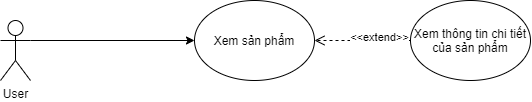 Xem sản phẩm
<<extend>>
Xem thông tin chi tiết
của sản phẩm
User